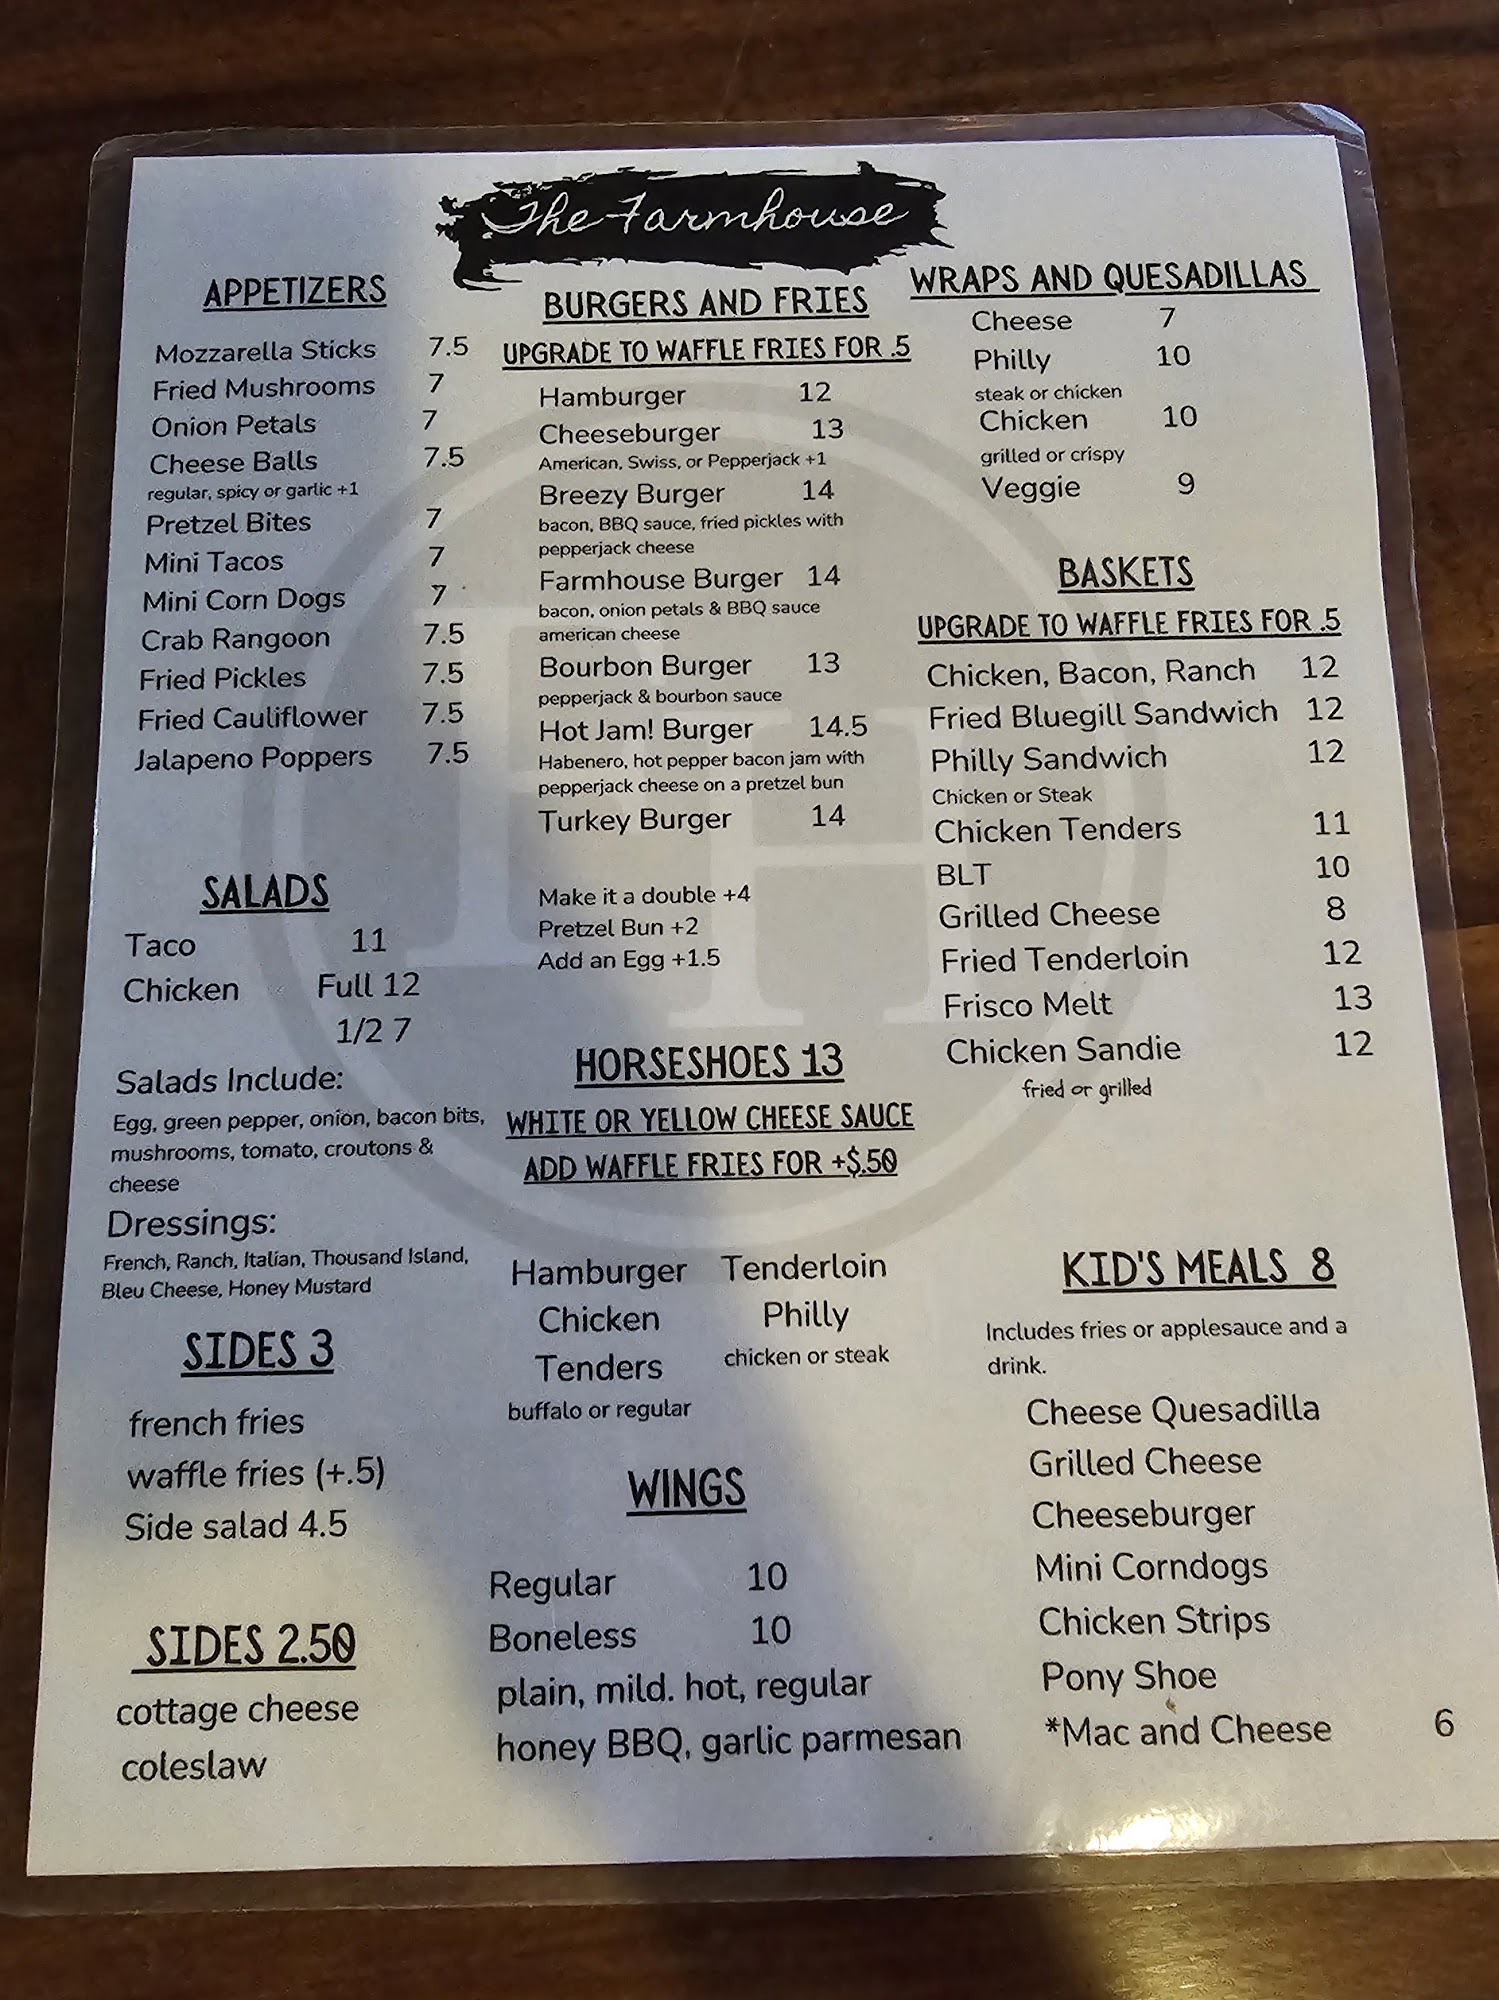 The Farmhouse
APPETIZERS
Mozzarella Sticks 7.5
Fried Mushrooms 7
Onion Petals 7
Cheese Balls 7.5
regular, spicy or garlic +1
Pretzel Bites 7
Mini Tacos 7
Mini Corn Dogs 7
Crab Rangoon 7.5
Fried Pickles 7.5
Fried Cauliflower 7.5
Jalapeno Poppers 7.5
SALADS
Taco 11
Chicken Full 12
1/2 7
Salads Include:
Egg, green pepper, onion, bacon bits,
mushrooms, tomato, croutons &
cheese
Dressings:
French, Ranch, Italian, Thousand Island,
Bleu Cheese, Honey Mustard
SIDES 3
french fries
waffle fries (+.5)
Side salad 4.5
SIDES 2.50
cottage cheese
coleslaw
BURGERS AND FRIES
UPGRADE TO WAFFLE FRIES FOR .5
Hamburger 12
Cheeseburger 13
American, Swiss, or Pepperjack +1
Breezy Burger 14
bacon, BBQ sauce, fried pickles with
pepperjack cheese
Farmhouse Burger 14
bacon, onion petals & BBQ sauce
american cheese
Bourbon Burger 13
pepperjack & bourbon sauce
Hot Jam! Burger 14.5
Habenero, hot pepper bacon jam with
pepperjack cheese on a pretzel bun
Turkey Burger 14
Make it a double +4
Pretzel Bun +2
Add an Egg +1.5
HORSESHOES 13
WHITE OR YELLOW CHEESE SAUCE
ADD WAFFLE FRIES FOR +$.50
Hamburger Tenderloin
Chicken Philly
Tenders chicken or steak
buffalo or regular
WINGS
Regular 10
Boneless 10
plain, mild. hot, regular
honey BBQ, garlic parmesan
WRAPS AND QUESADILLAS
Cheese 7
Philly 10
steak or chicken
Chicken 10
grilled or crispy
Veggie 9
BASKETS
UPGRADE TO WAFFLE FRIES FOR .5
Chicken, Bacon, Ranch 12
Fried Bluegill Sandwich 12
Philly Sandwich 12
Chicken or Steak
Chicken Tenders 11
BLT 10
Grilled Cheese 8
Fried Tenderloin 12
Frisco Melt 13
Chicken Sandie 12
fried or grilled
KID'S MEALS 8
Includes fries or applesauce and a
drink.
Cheese Quesadilla
Grilled Cheese
Cheeseburger
Mini Corndogs
Chicken Strips
Pony Shoe
*Mac and Cheese 6